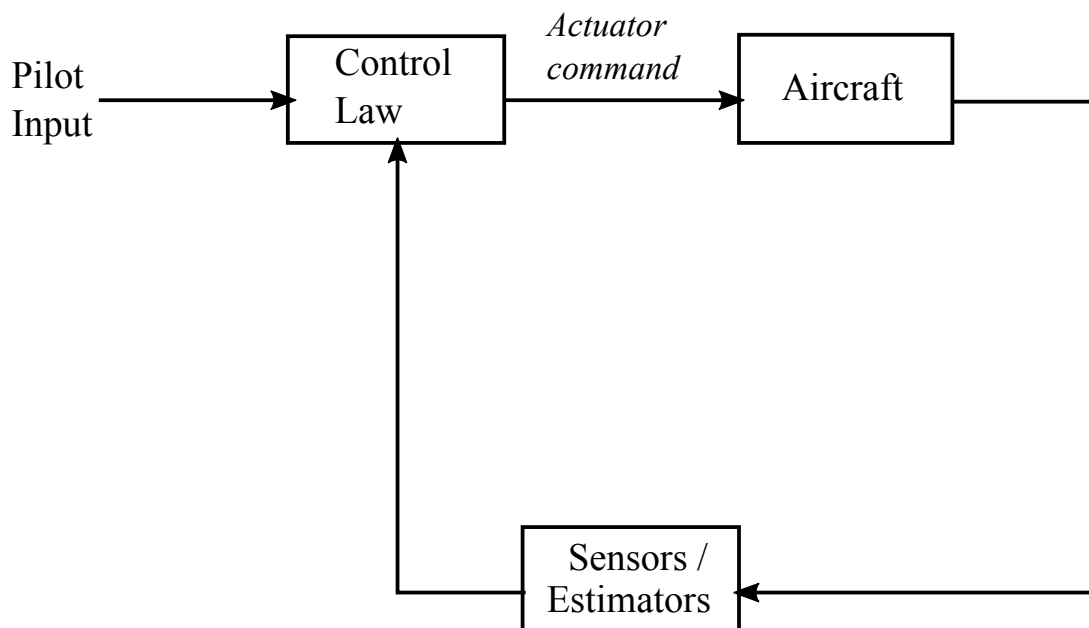 Pilot
Input
Control
Law
Actuator
command
Aircraft
Sensors /
Estimators